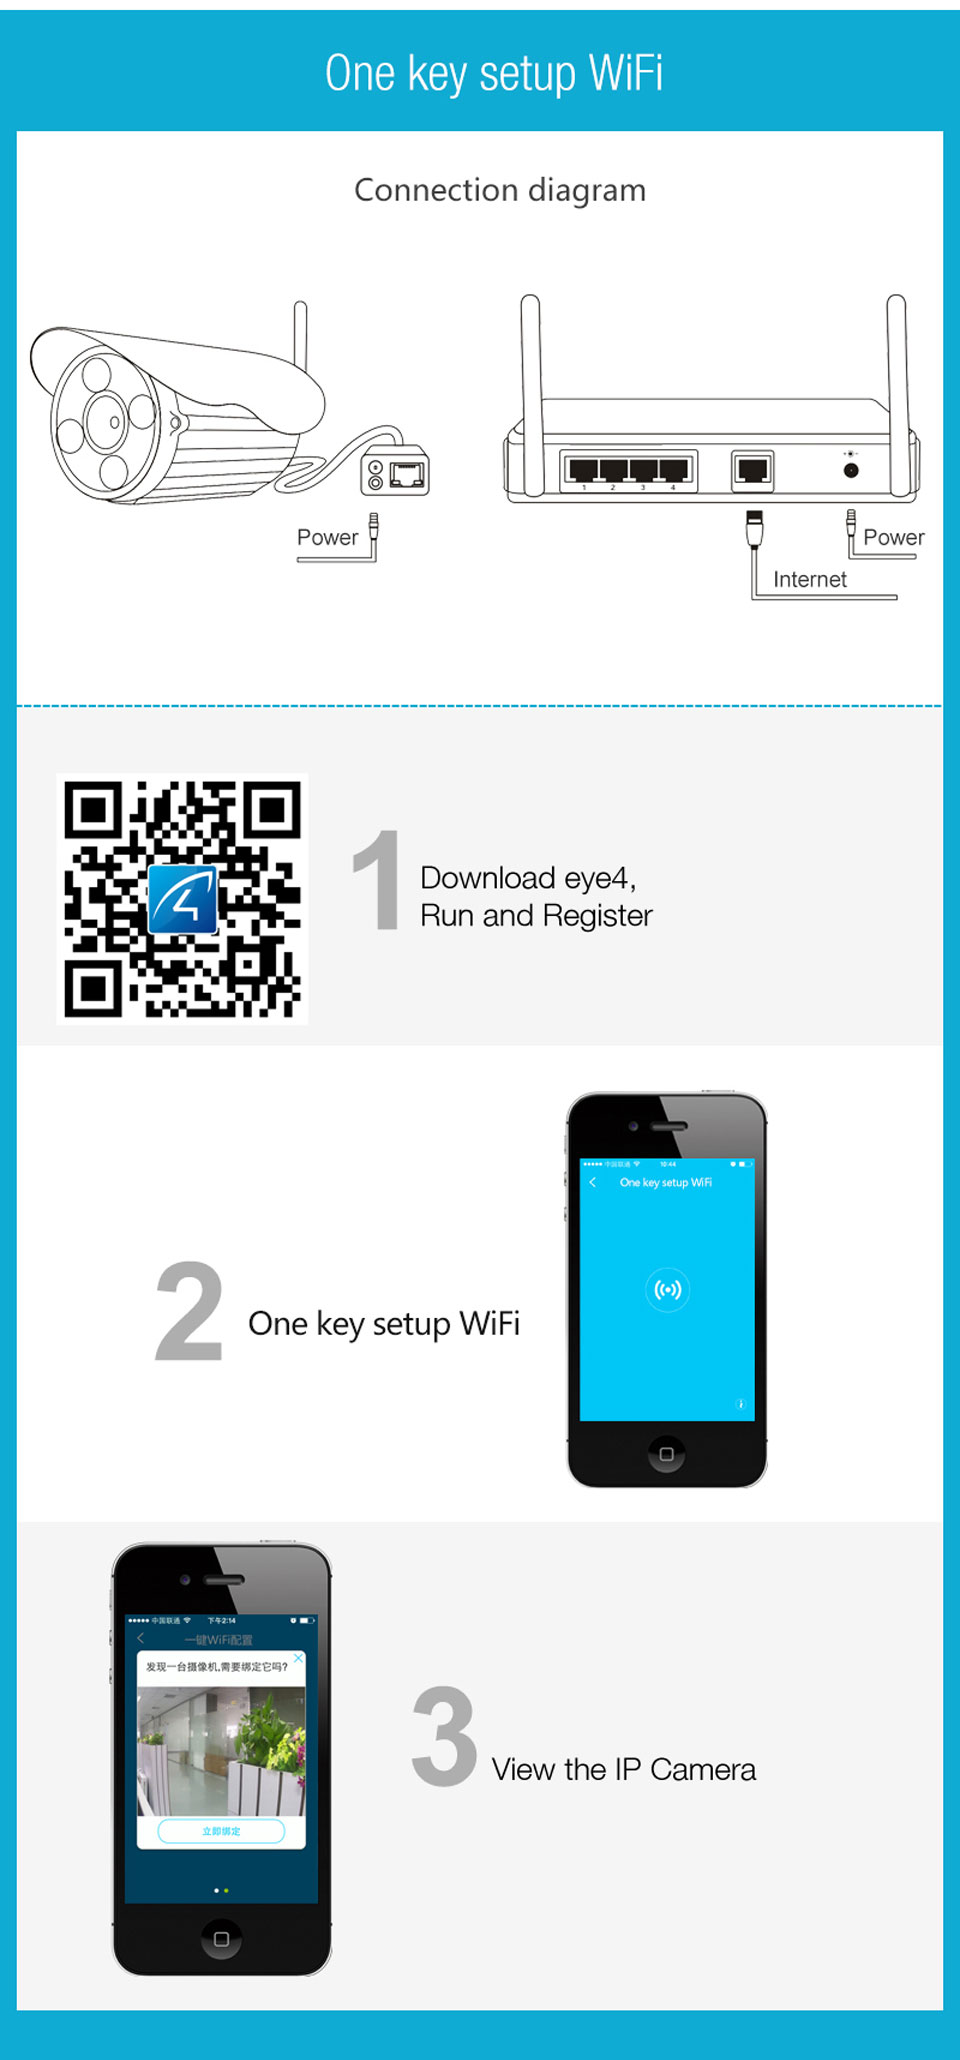 One key setup WiFi
Connection diagram
1 2 3 4
Power
Power
Internet
4
1
Download eye4,
Run and Register
中国联通 10:44
One key setup WiFi
2
One key setup WiFi
中国联通 下午2:14
一键WiFi配置
发现一台摄像机,需要绑定它吗?
立即绑定
3
View the IP Camera